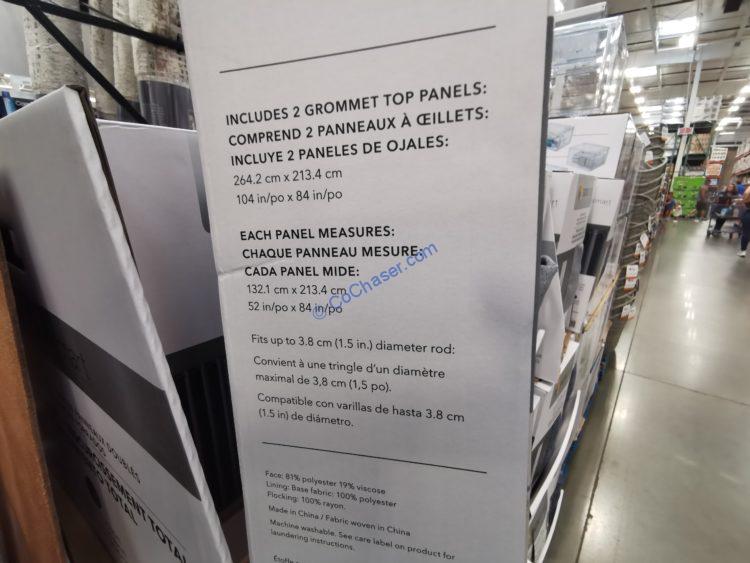 INCLUDES 2 GROMMET TOP PANELS:
COMPREND 2 PANNEAUX À ŒILLETS:
INCLUYE 2 PANELES DE OJALES:
264.2 cm x 213.4 cm
104 in/po x 84 in/po
EACH PANEL MEASURES:
CHAQUE PANNEAU MESURE:
CADA PANEL MIDE:
132.1 cm x 213.4 cm
52 in/po x 84 in/po
© CoChaser.com
Fits up to 3.8 cm (1.5 in.) diameter rod:
Convient à une tringle d'un diamètre
maximal de 3,8 cm (1,5 po).
Compatible con varillas de hasta 3.8 cm
(1.5 in) de diámetro.
Face: 81% polyester 19% viscose
Lining: Base fabric: 100% polyester
Flocking: 100% rayon.
Made in China / Fabric woven in China
Machine washable. See care label on product for
laundering instructions.
Étoffe
DOUBLÉS
TOTAL
TOTAL